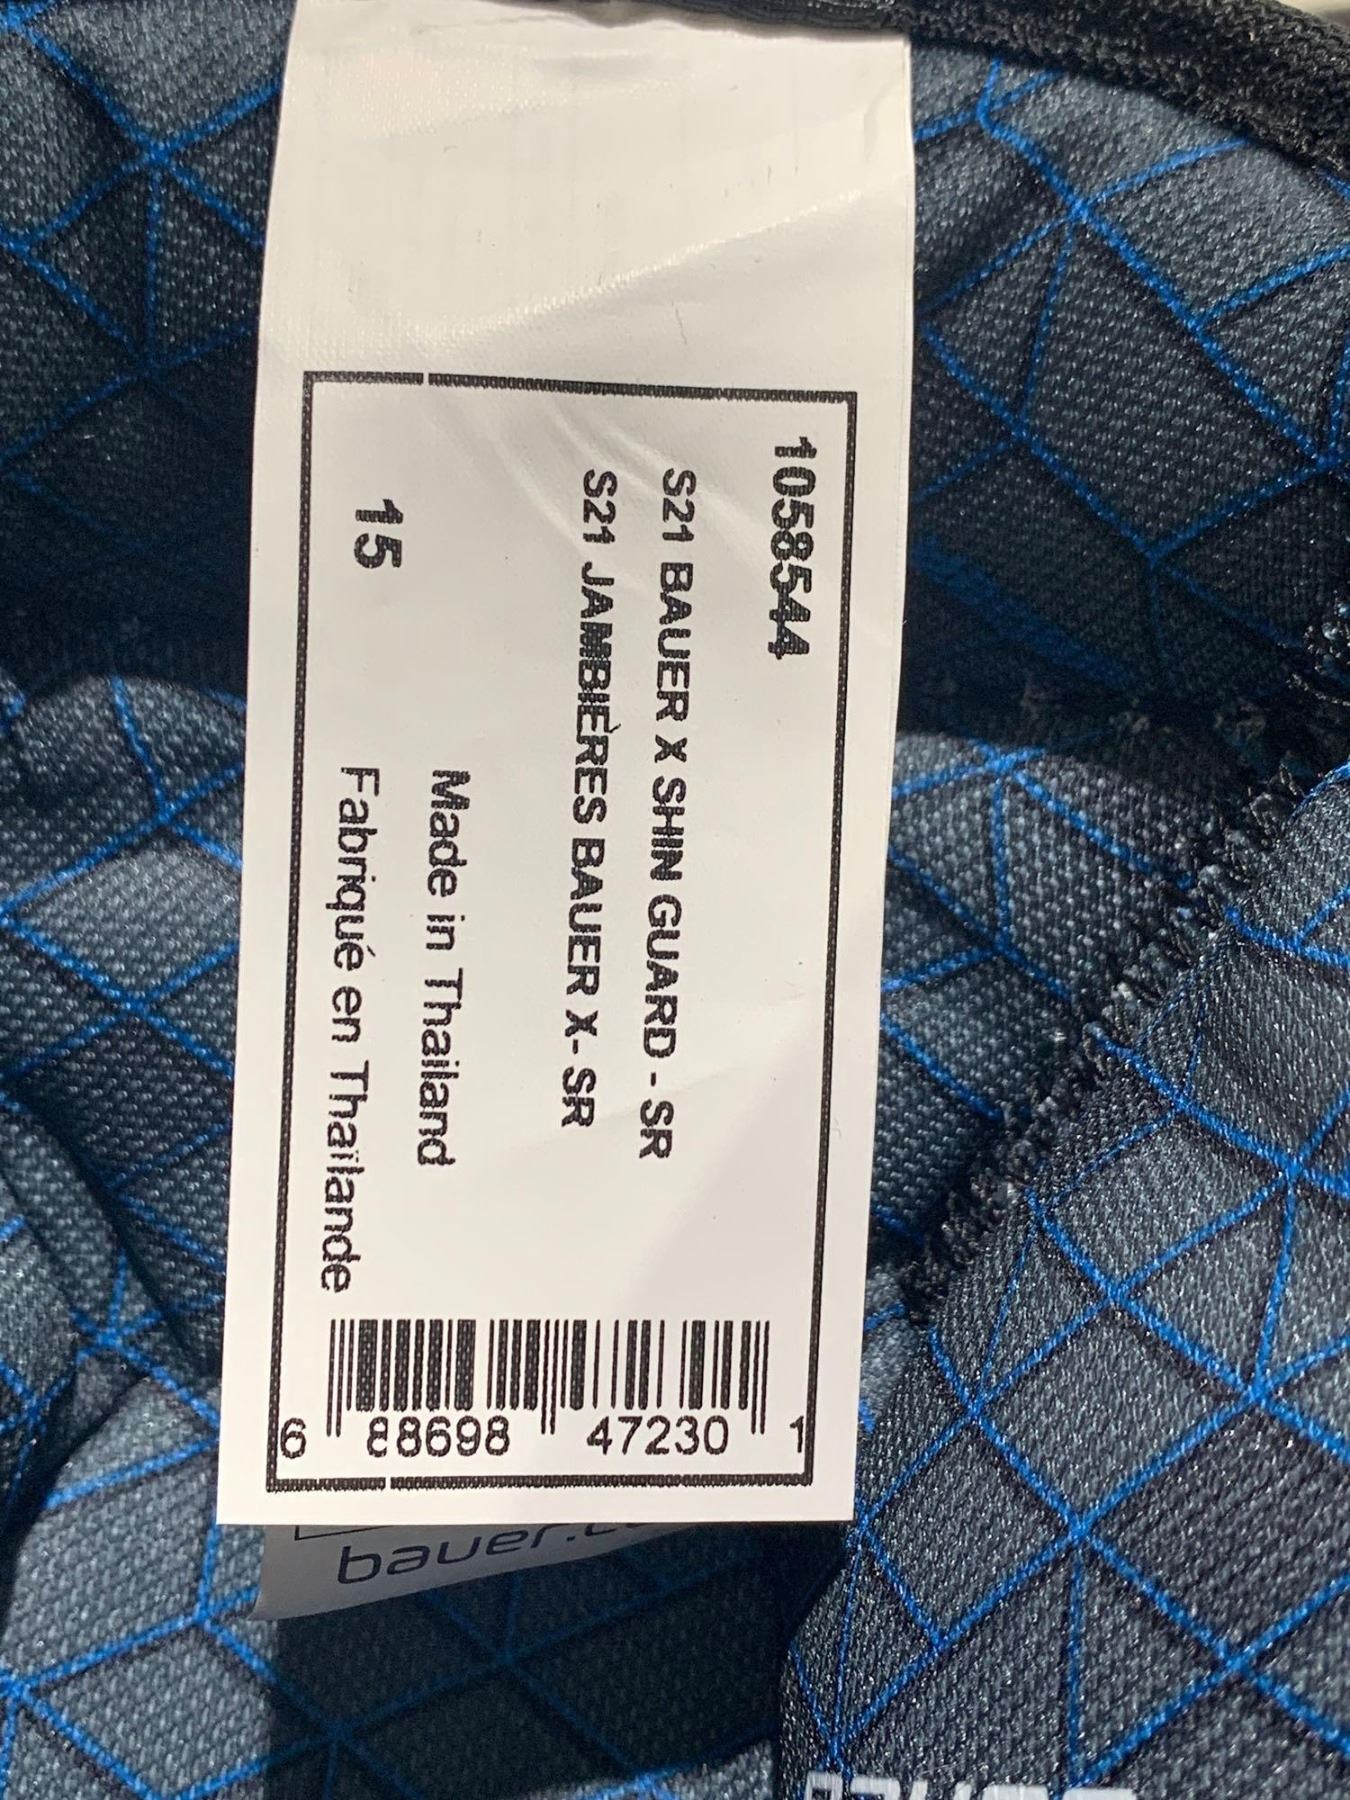 1058544
S21 BAUER X SHIN GUARD - SR
S21 JAMBIÈRES BAUER X- SR
Made in Thailand
15 Fabriqué en Thaïlande
6 88698 47230 1